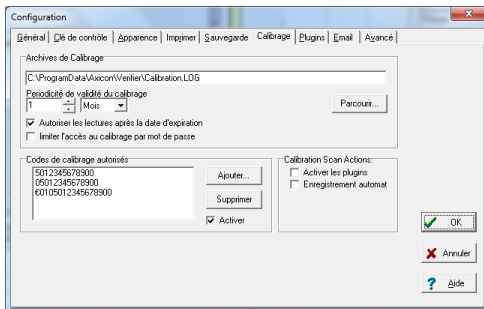 Configuration
Général Clé de contrôle Apparence Imprimer Sauvegarde Calibrage Plugins Email Avancé
Archives de Calibrage
C:\ProgramData\Axicon\Verifier\Calibration.LOG
Periodicité de validité du calibrage
1 Mois Parcourir...
Autoriser les lectures après la date d'expiration
limiter l'accès au calibrage par mot de passe
Codes de calibrage autorisés
5012345678900
05012345678900
€0105012345678900
Ajouter...
Supprimer
Activer
Calibration Scan Actions:
Activer les plugins
Enregistrement automat
OK
Annuler
Aide